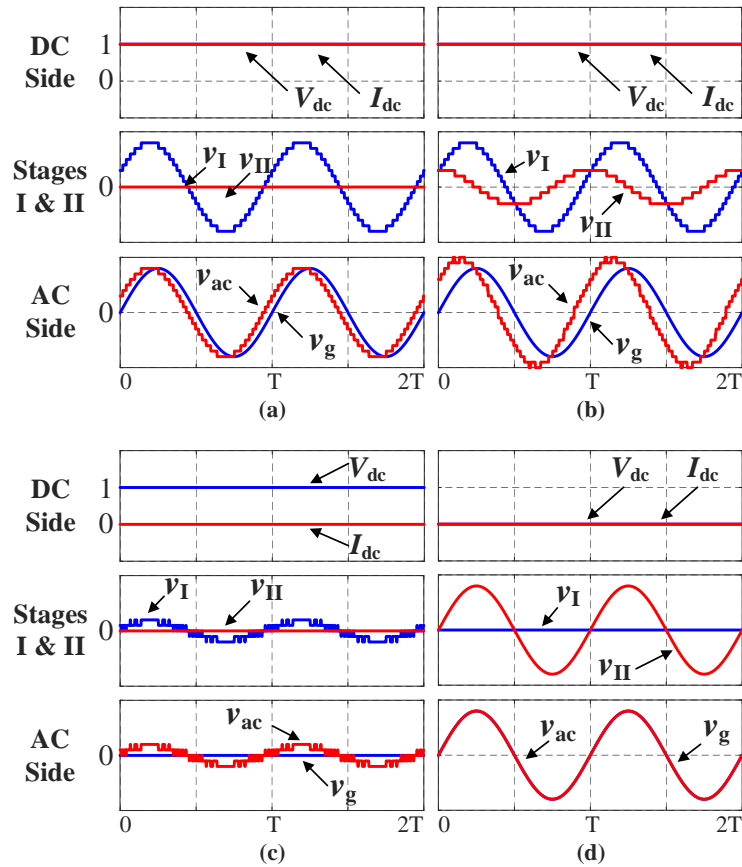 DC
Side
1
0
V_dc
I_dc
V_dc
I_dc
Stages
I & II
0
v_I
v_II
v_I
v_II
AC
Side
0
v_ac
v_g
v_ac
v_g
0 T 2T
0 T 2T
(a)
(b)
DC
Side
1
0
V_dc
I_dc
V_dc
I_dc
Stages
I & II
0
v_I
v_II
v_I
v_II
AC
Side
0
v_ac
v_g
v_ac
v_g
0 T 2T
0 T 2T
(c)
(d)